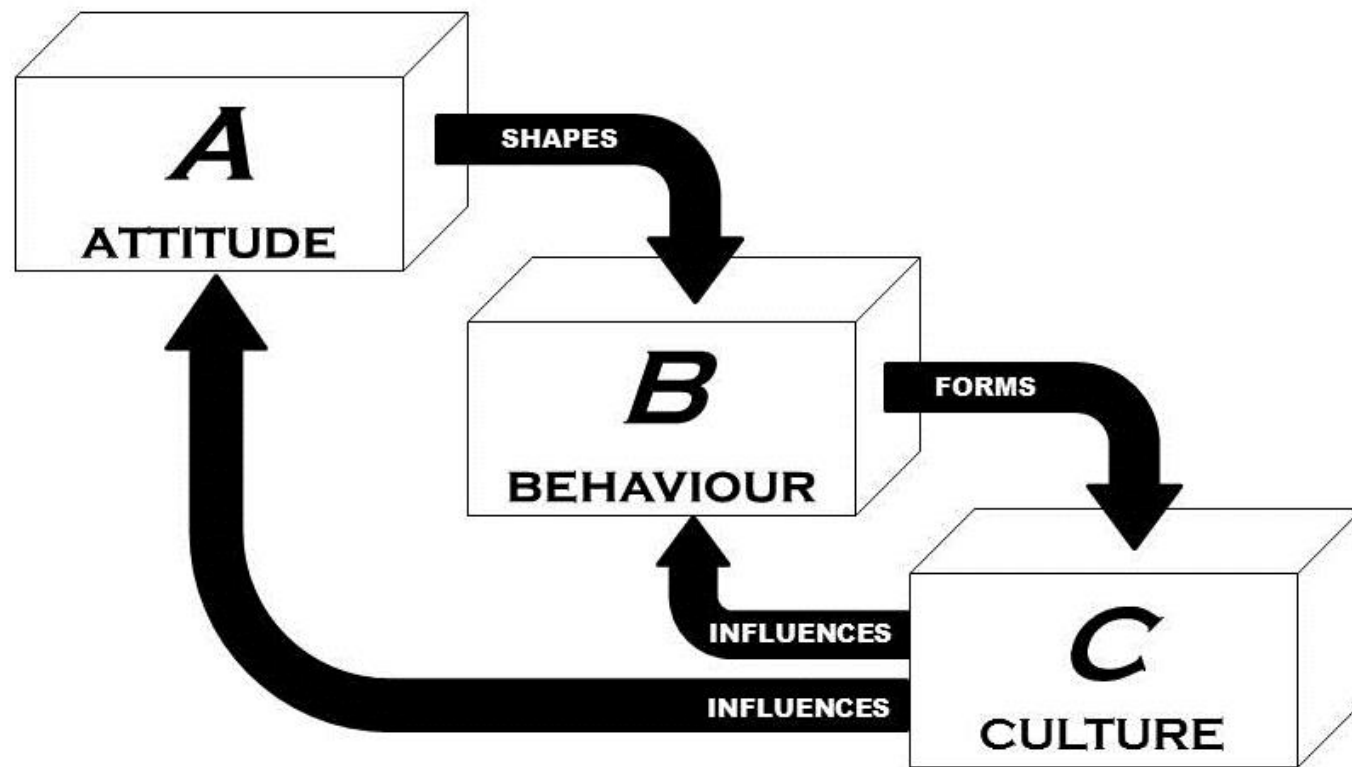 A
ATTITUDE
SHAPES
B
BEHAVIOUR
FORMS
C
CULTURE
INFLUENCES
INFLUENCES